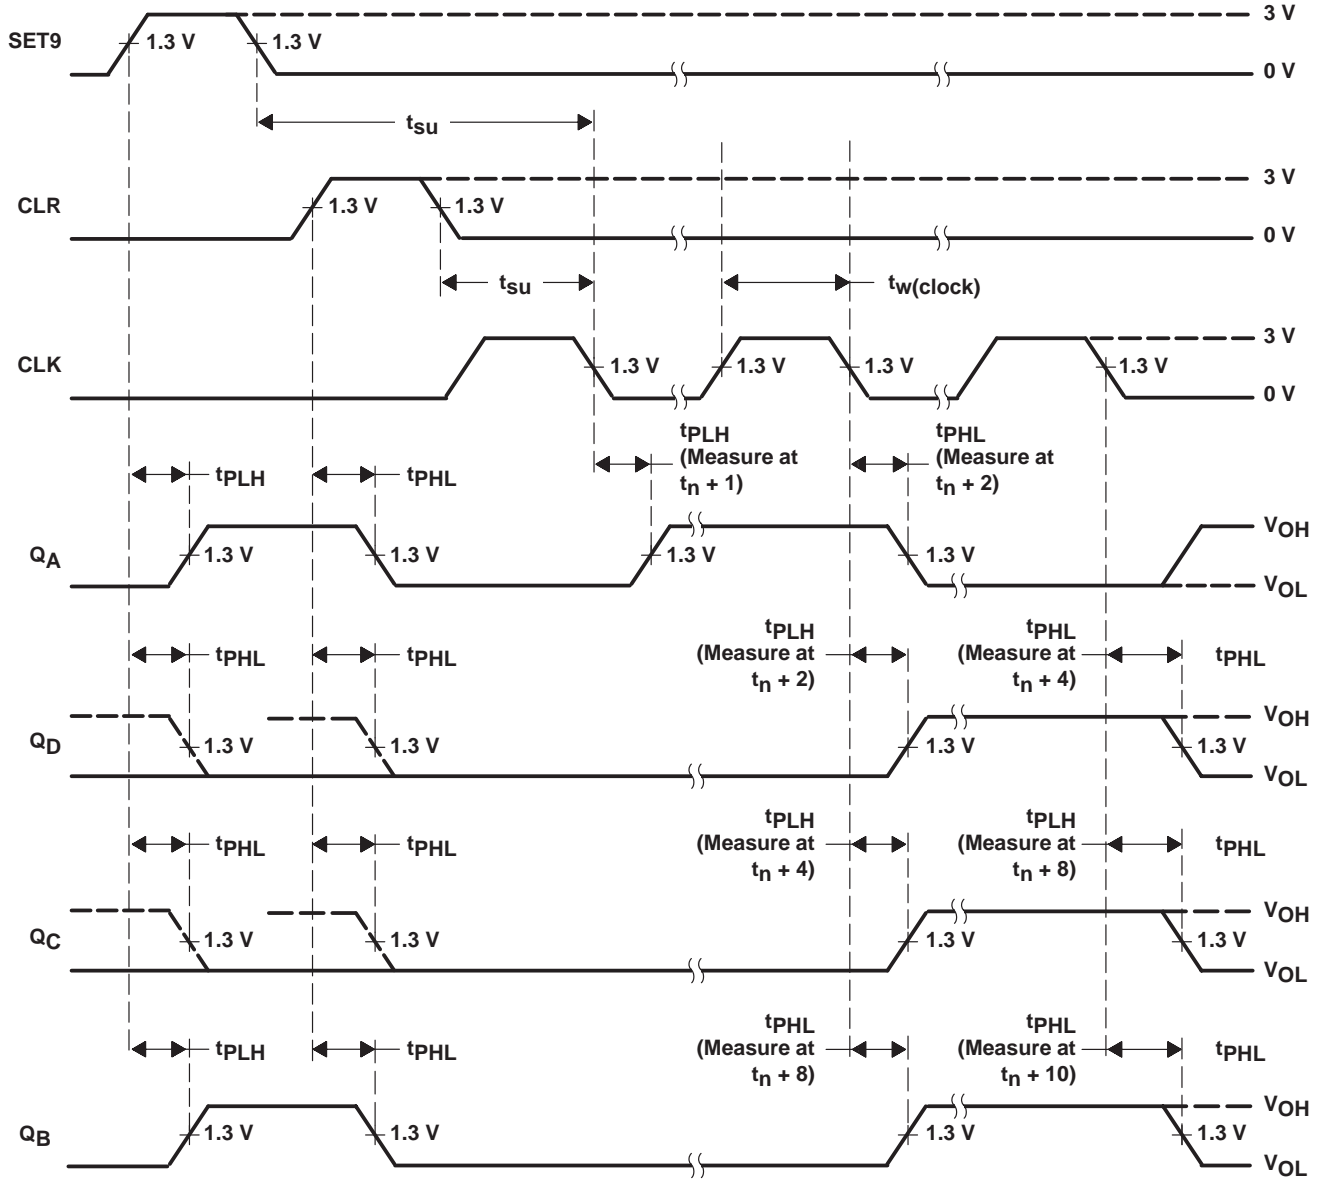 3 V
SET9
1.3 V
1.3 V
0 V
tsu
3 V
CLR
1.3 V
1.3 V
0 V
tsu
tw(clock)
3 V
CLK
1.3 V
1.3 V
1.3 V
1.3 V
0 V
tPLH
(Measure at
tn + 1)
tPHL
(Measure at
tn + 2)
tPLH
tPHL
VOH
QA
1.3 V
1.3 V
1.3 V
1.3 V
VOL
tPLH
(Measure at
tn + 2)
tPHL
(Measure at
tn + 4)
tPHL
tPHL
tPHL
VOH
QD
1.3 V
1.3 V
1.3 V
1.3 V
VOL
tPLH
(Measure at
tn + 4)
tPLH
(Measure at
tn + 8)
tPHL
tPHL
tPHL
VOH
QC
1.3 V
1.3 V
1.3 V
1.3 V
VOL
tPHL
(Measure at
tn + 8)
tPHL
(Measure at
tn + 10)
tPLH
tPHL
tPHL
VOH
QB
1.3 V
1.3 V
1.3 V
1.3 V
VOL